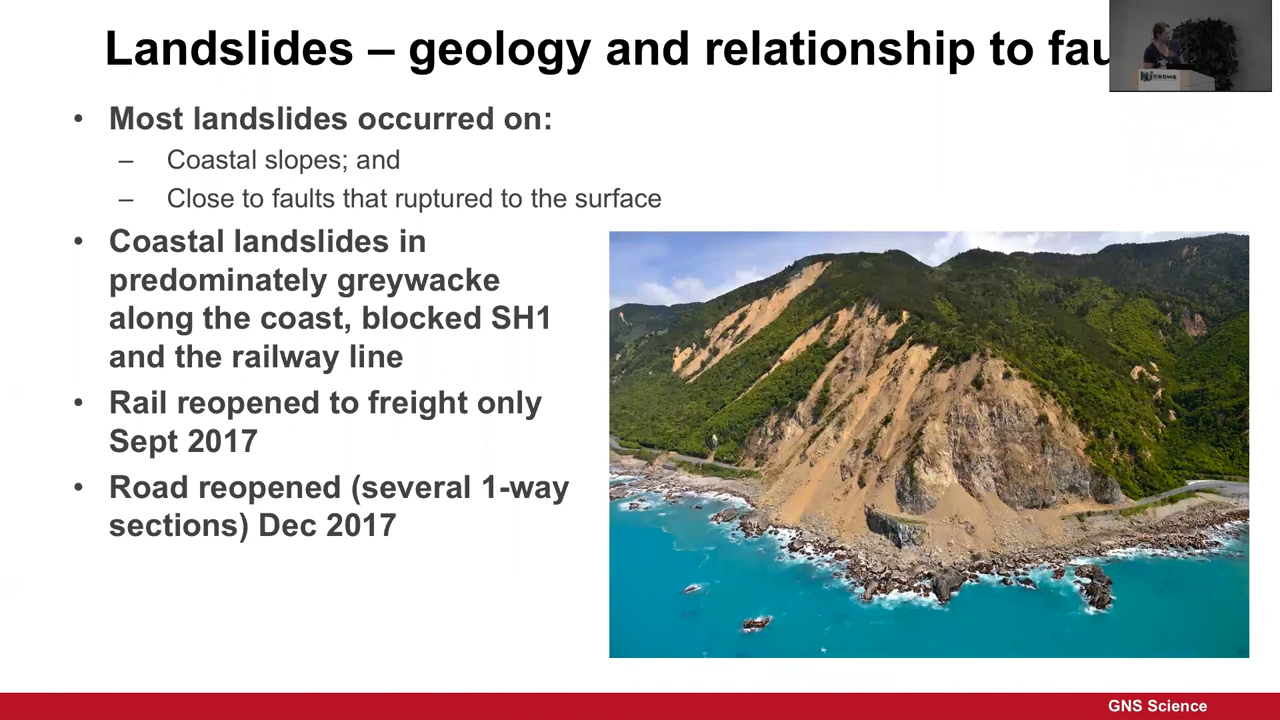 Landslides – geology and relationship to fau
• Most landslides occurred on:
– Coastal slopes; and
– Close to faults that ruptured to the surface
• Coastal landslides in
predominately greywacke
along the coast, blocked SH1
and the railway line
• Rail reopened to freight only
Sept 2017
• Road reopened (several 1-way
sections) Dec 2017
CSDMS
GNS Science